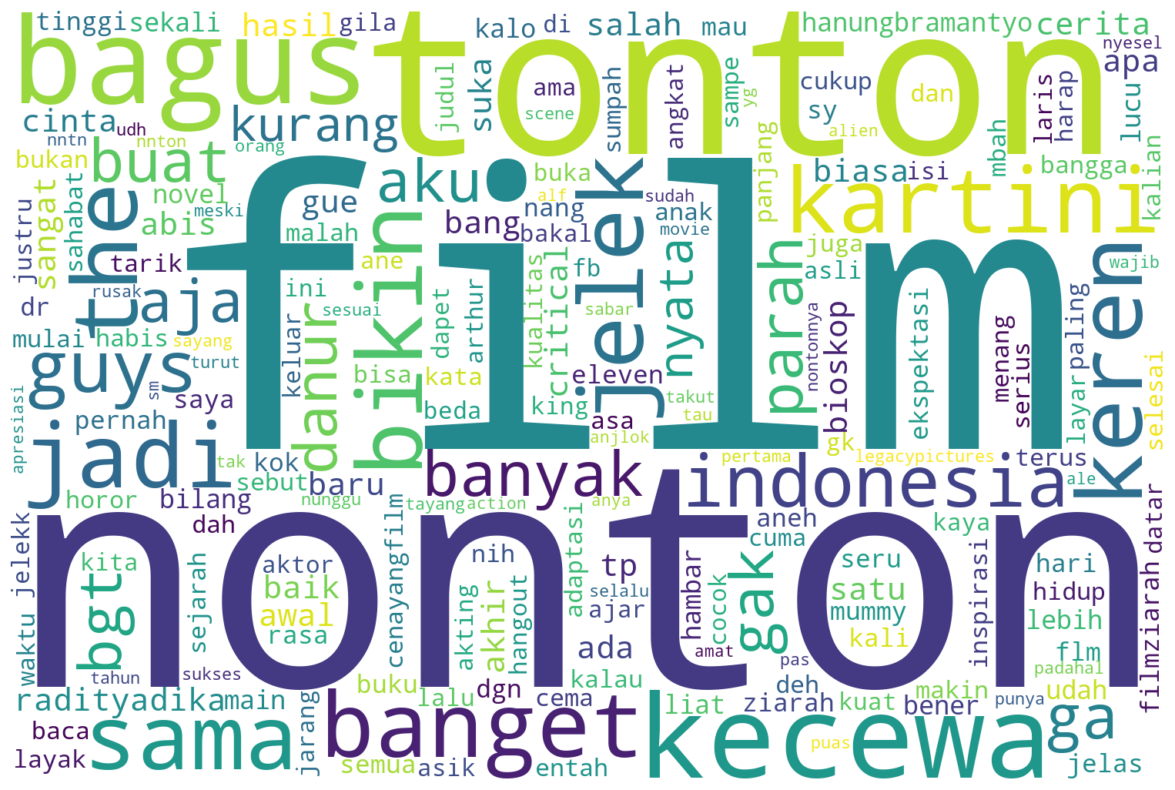 tinggi sekali hasil gila kalo di salah mau hanungbramantyo cerita
bagus tonton
nyesel
apa
judul suka ama scene sumpah angkat sampe yg cukup dan
sy alien laris harap lucu
cinta udh kurang
nntn nnton orang
bukan buat aku buka panjang biasa isi mbah bangga kalian
sangat sahabat novel the film alf jelek sudah kartini
justru abis meski gue bang nang anak movie
malah bakal juga
tarik ane nyata parah asli wajib
dr rusak aja ini bikin fb
sesuai dapet arthur kualitas critical sabar nontonnya ekspektasi menang paling keren
mulai habis sayang keluar
guys turut danur bisa kata eleven bioskop serius layar selesai
saya sm beda king takut
apresiasi pernah asa tau
jadi anjlok gk
tak kok banyak pertama legacypictures terus
sebut baru indonesia ale
horor bilang nunggu tayang action anya
dah aneh kaya datar
nonton
waktu jelekk cuma
kita sejarah aktor cenayangfilm nih adaptasi tp hambar gak seru inspirasi hari filmziarah
bgt baik akting akhir hangout selalu cocok satu hidup
awal ajar mummy lebih
rasa ada amat kali flm
tahun sukses pas padahal
radityadika main buku lalu dgn cema kalau liat deh makin udah
ziarah kuat bener punya
baca sama jarang banget kecewa puas ga
layak semua asik entah jelas